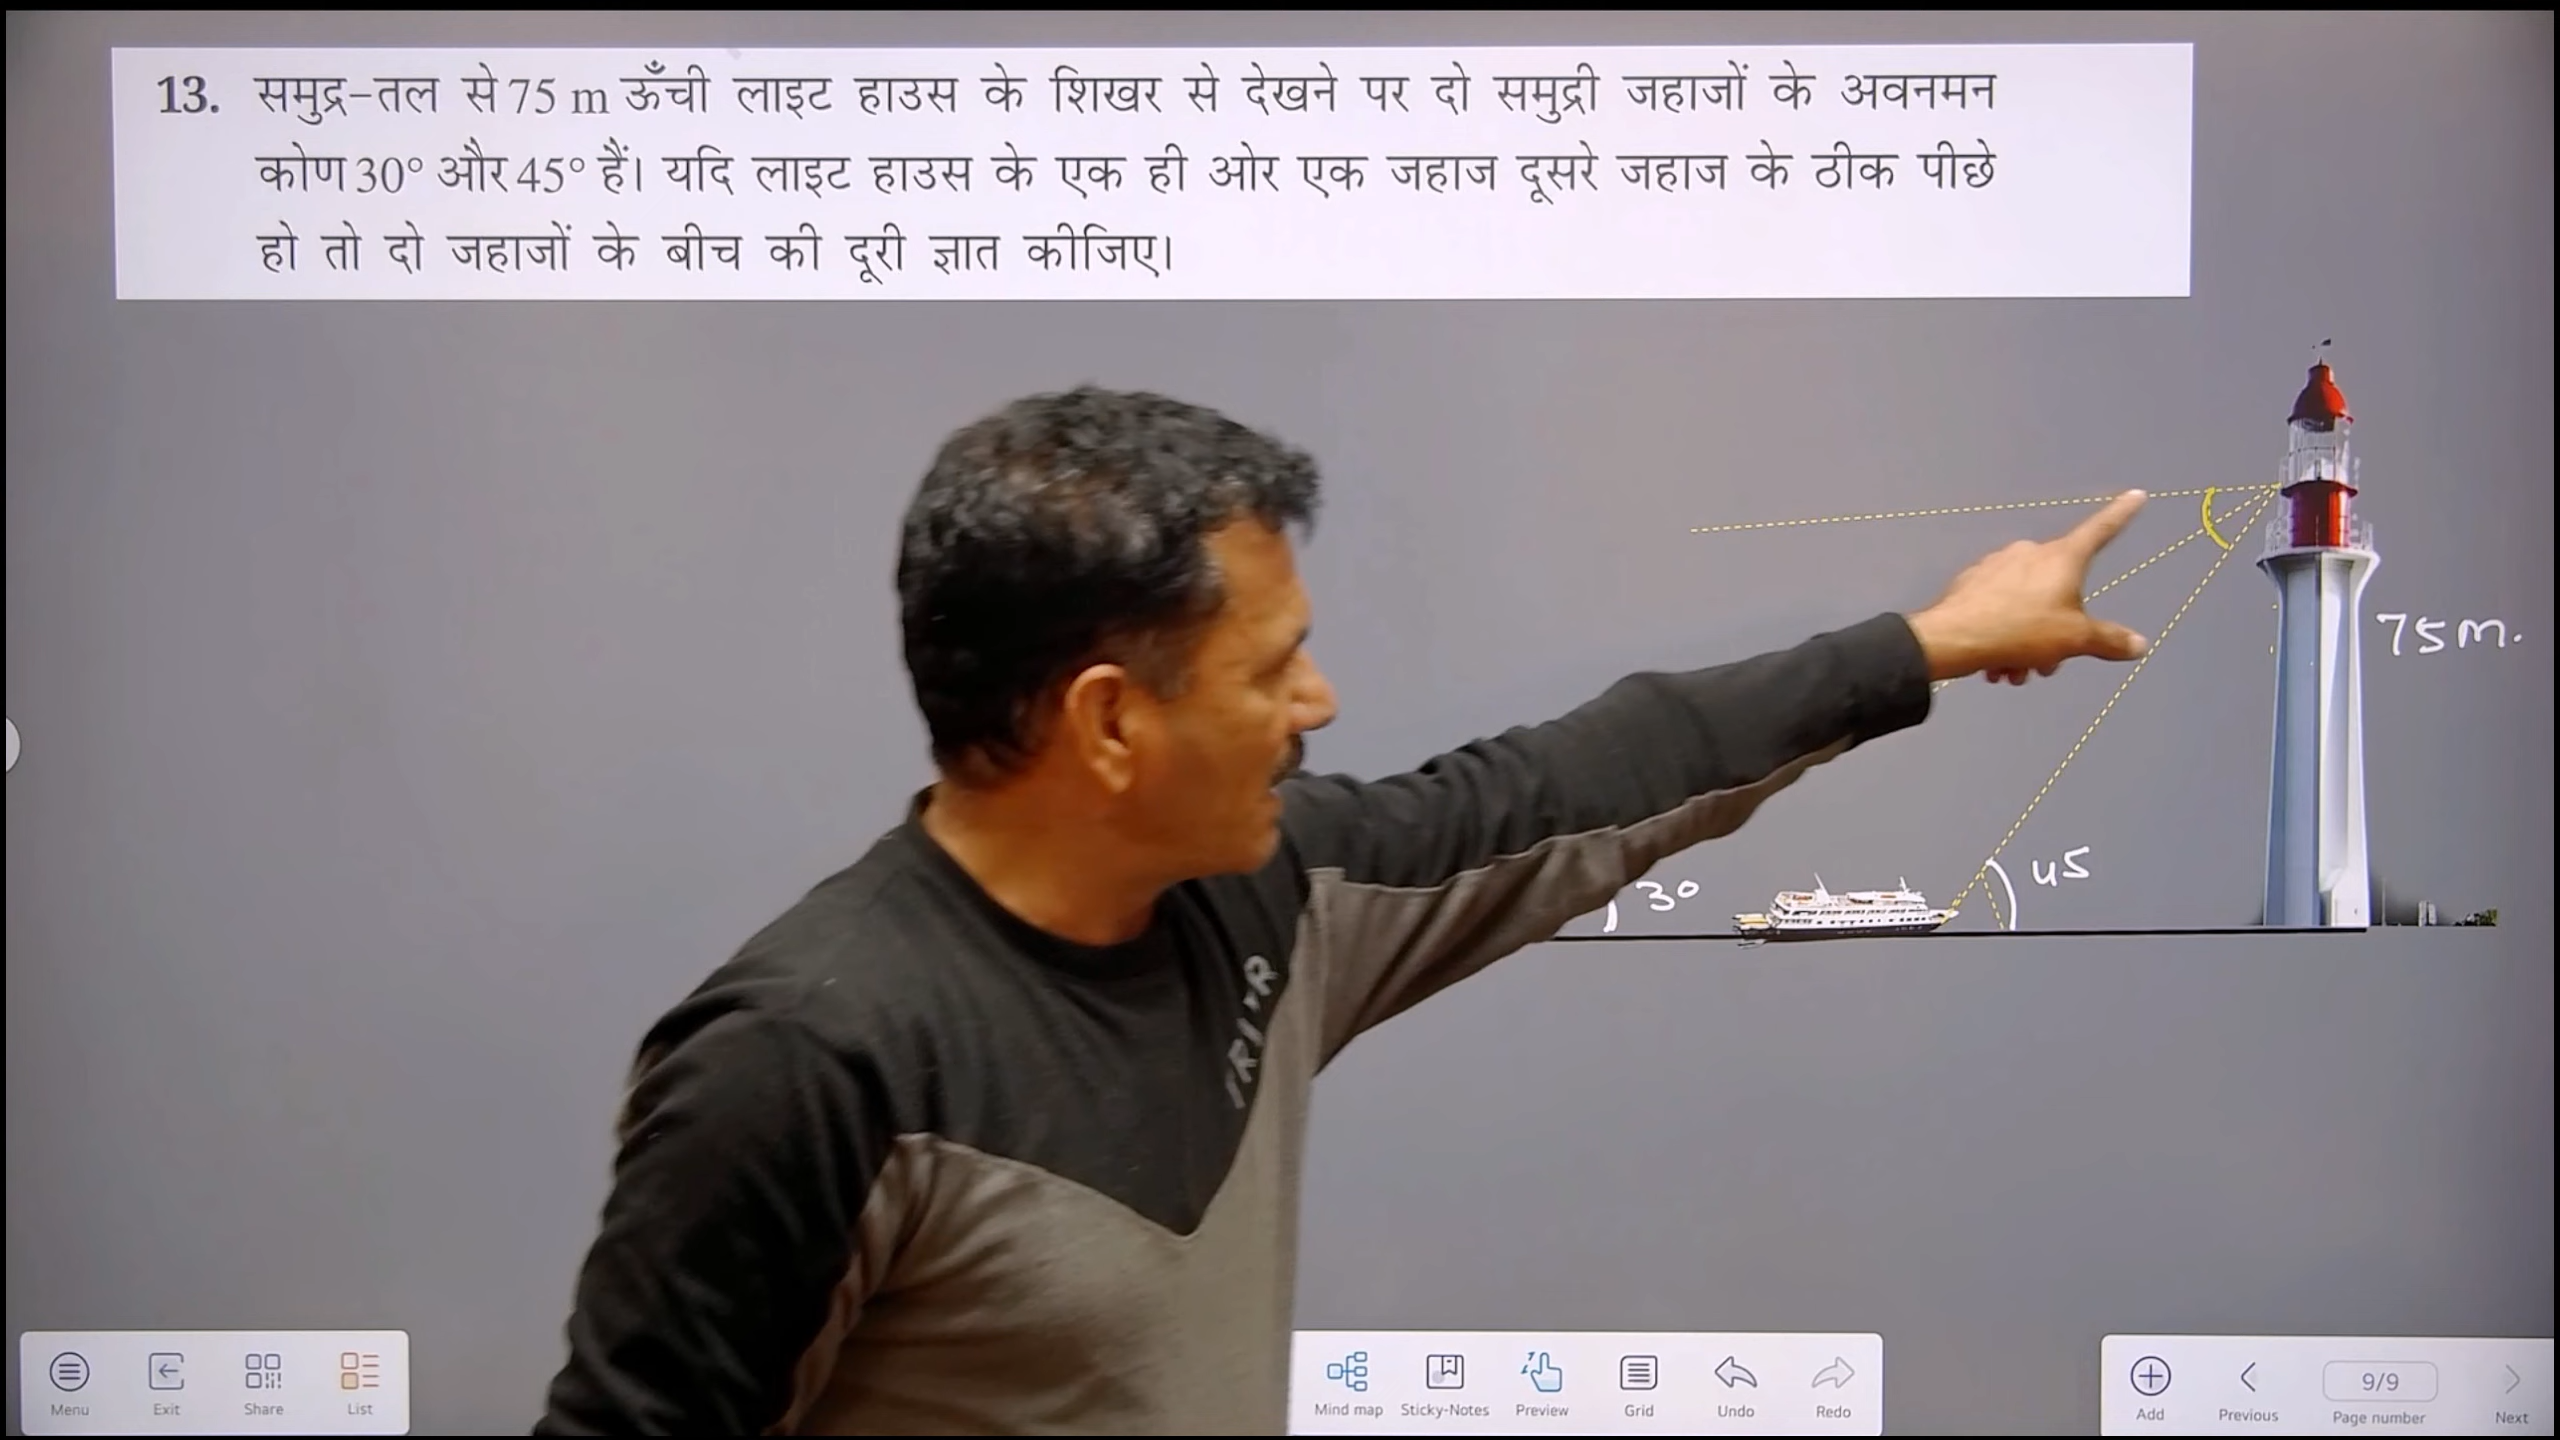 13. समुद्र-तल से 75 m ऊँची लाइट हाउस के शिखर से देखने पर दो समुद्री जहाजों के अवनमन
कोण 30° और 45° हैं। यदि लाइट हाउस के एक ही ओर एक जहाज दूसरे जहाज के ठीक पीछे
हो तो दो जहाजों के बीच की दूरी ज्ञात कीजिए।
75m.
30
45
Menu
Exit
Share
List
Mind map
Sticky-Notes
Preview
Grid
Undo
Redo
Add
Previous
9/9
Page number
Next